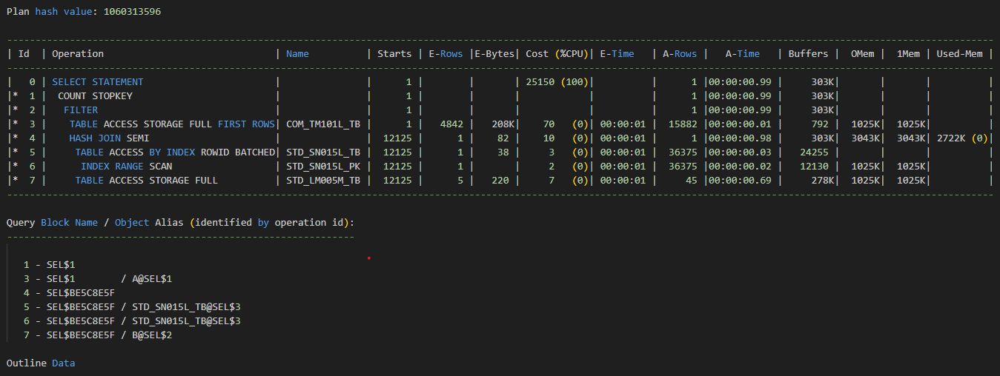 Plan hash value: 1060313596
---------------------------------------------------------------------------------------------------------------------------------------------------------------------------
| Id  | Operation                              | Name          | Starts | E-Rows |E-Bytes| Cost (%CPU)| E-Time   | A-Rows |   A-Time   | Buffers |  OMem |  1Mem | Used-Mem |
---------------------------------------------------------------------------------------------------------------------------------------------------------------------------
|   0 | SELECT STATEMENT                       |               |      1 |        |       | 25150 (100)|          |      1 |00:00:00.99 |    303K|       |       |          |
|*  1 |  COUNT STOPKEY                         |               |      1 |        |       |            |          |      1 |00:00:00.99 |    303K|       |       |          |
|*  2 |   FILTER                               |               |      1 |        |       |            |          |      1 |00:00:00.99 |    303K|       |       |          |
|*  3 |    TABLE ACCESS STORAGE FULL FIRST ROWS| COM_TM101L_TB |      1 |   4842 |   208K|    70   (0)| 00:00:01 |  15882 |00:00:00.01 |     792 |  1025K|  1025K|          |
|*  4 |    HASH JOIN SEMI                      |               |  12125 |      1 |    82 |    10   (0)| 00:00:01 |      1 |00:00:00.98 |    303K|  3043K|  3043K| 2722K (0)|
|*  5 |     TABLE ACCESS BY INDEX ROWID BATCHED| STD_SN015L_TB |  12125 |      1 |    38 |     3   (0)| 00:00:01 |  36375 |00:00:00.03 |   24255 |       |       |          |
|*  6 |      INDEX RANGE SCAN                  | STD_SN015L_PK |  12125 |      1 |       |     2   (0)| 00:00:01 |  36375 |00:00:00.02 |   12130 |  1025K|  1025K|          |
|*  7 |     TABLE ACCESS STORAGE FULL          | STD_LM005M_TB |  12125 |      5 |   220 |     7   (0)| 00:00:01 |     45 |00:00:00.69 |    278K|  1025K|  1025K|          |
---------------------------------------------------------------------------------------------------------------------------------------------------------------------------
Query Block Name / Object Alias (identified by operation id):
-------------------------------------------------------------
1 - SEL$1
3 - SEL$1        / A@SEL$1
4 - SEL$BE5C8E5F
5 - SEL$BE5C8E5F / STD_SN015L_TB@SEL$3
6 - SEL$BE5C8E5F / STD_SN015L_TB@SEL$3
7 - SEL$BE5C8E5F / B@SEL$2
Outline Data